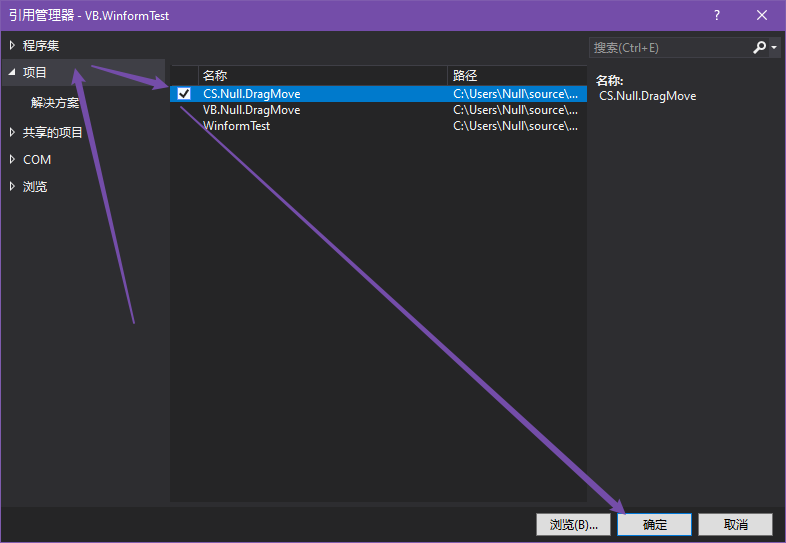 引用管理器 - VB.WinformTest
?
程序集
项目
解决方案
共享的项目
COM
浏览
名称 路径
CS.Null.DragMove C:\Users\Null\source\...
VB.Null.DragMove C:\Users\Null\source\...
WinformTest C:\Users\Null\source\...
搜索(Ctrl+E)
名称:
CS.Null.DragMove
浏览(B)...
确定
取消